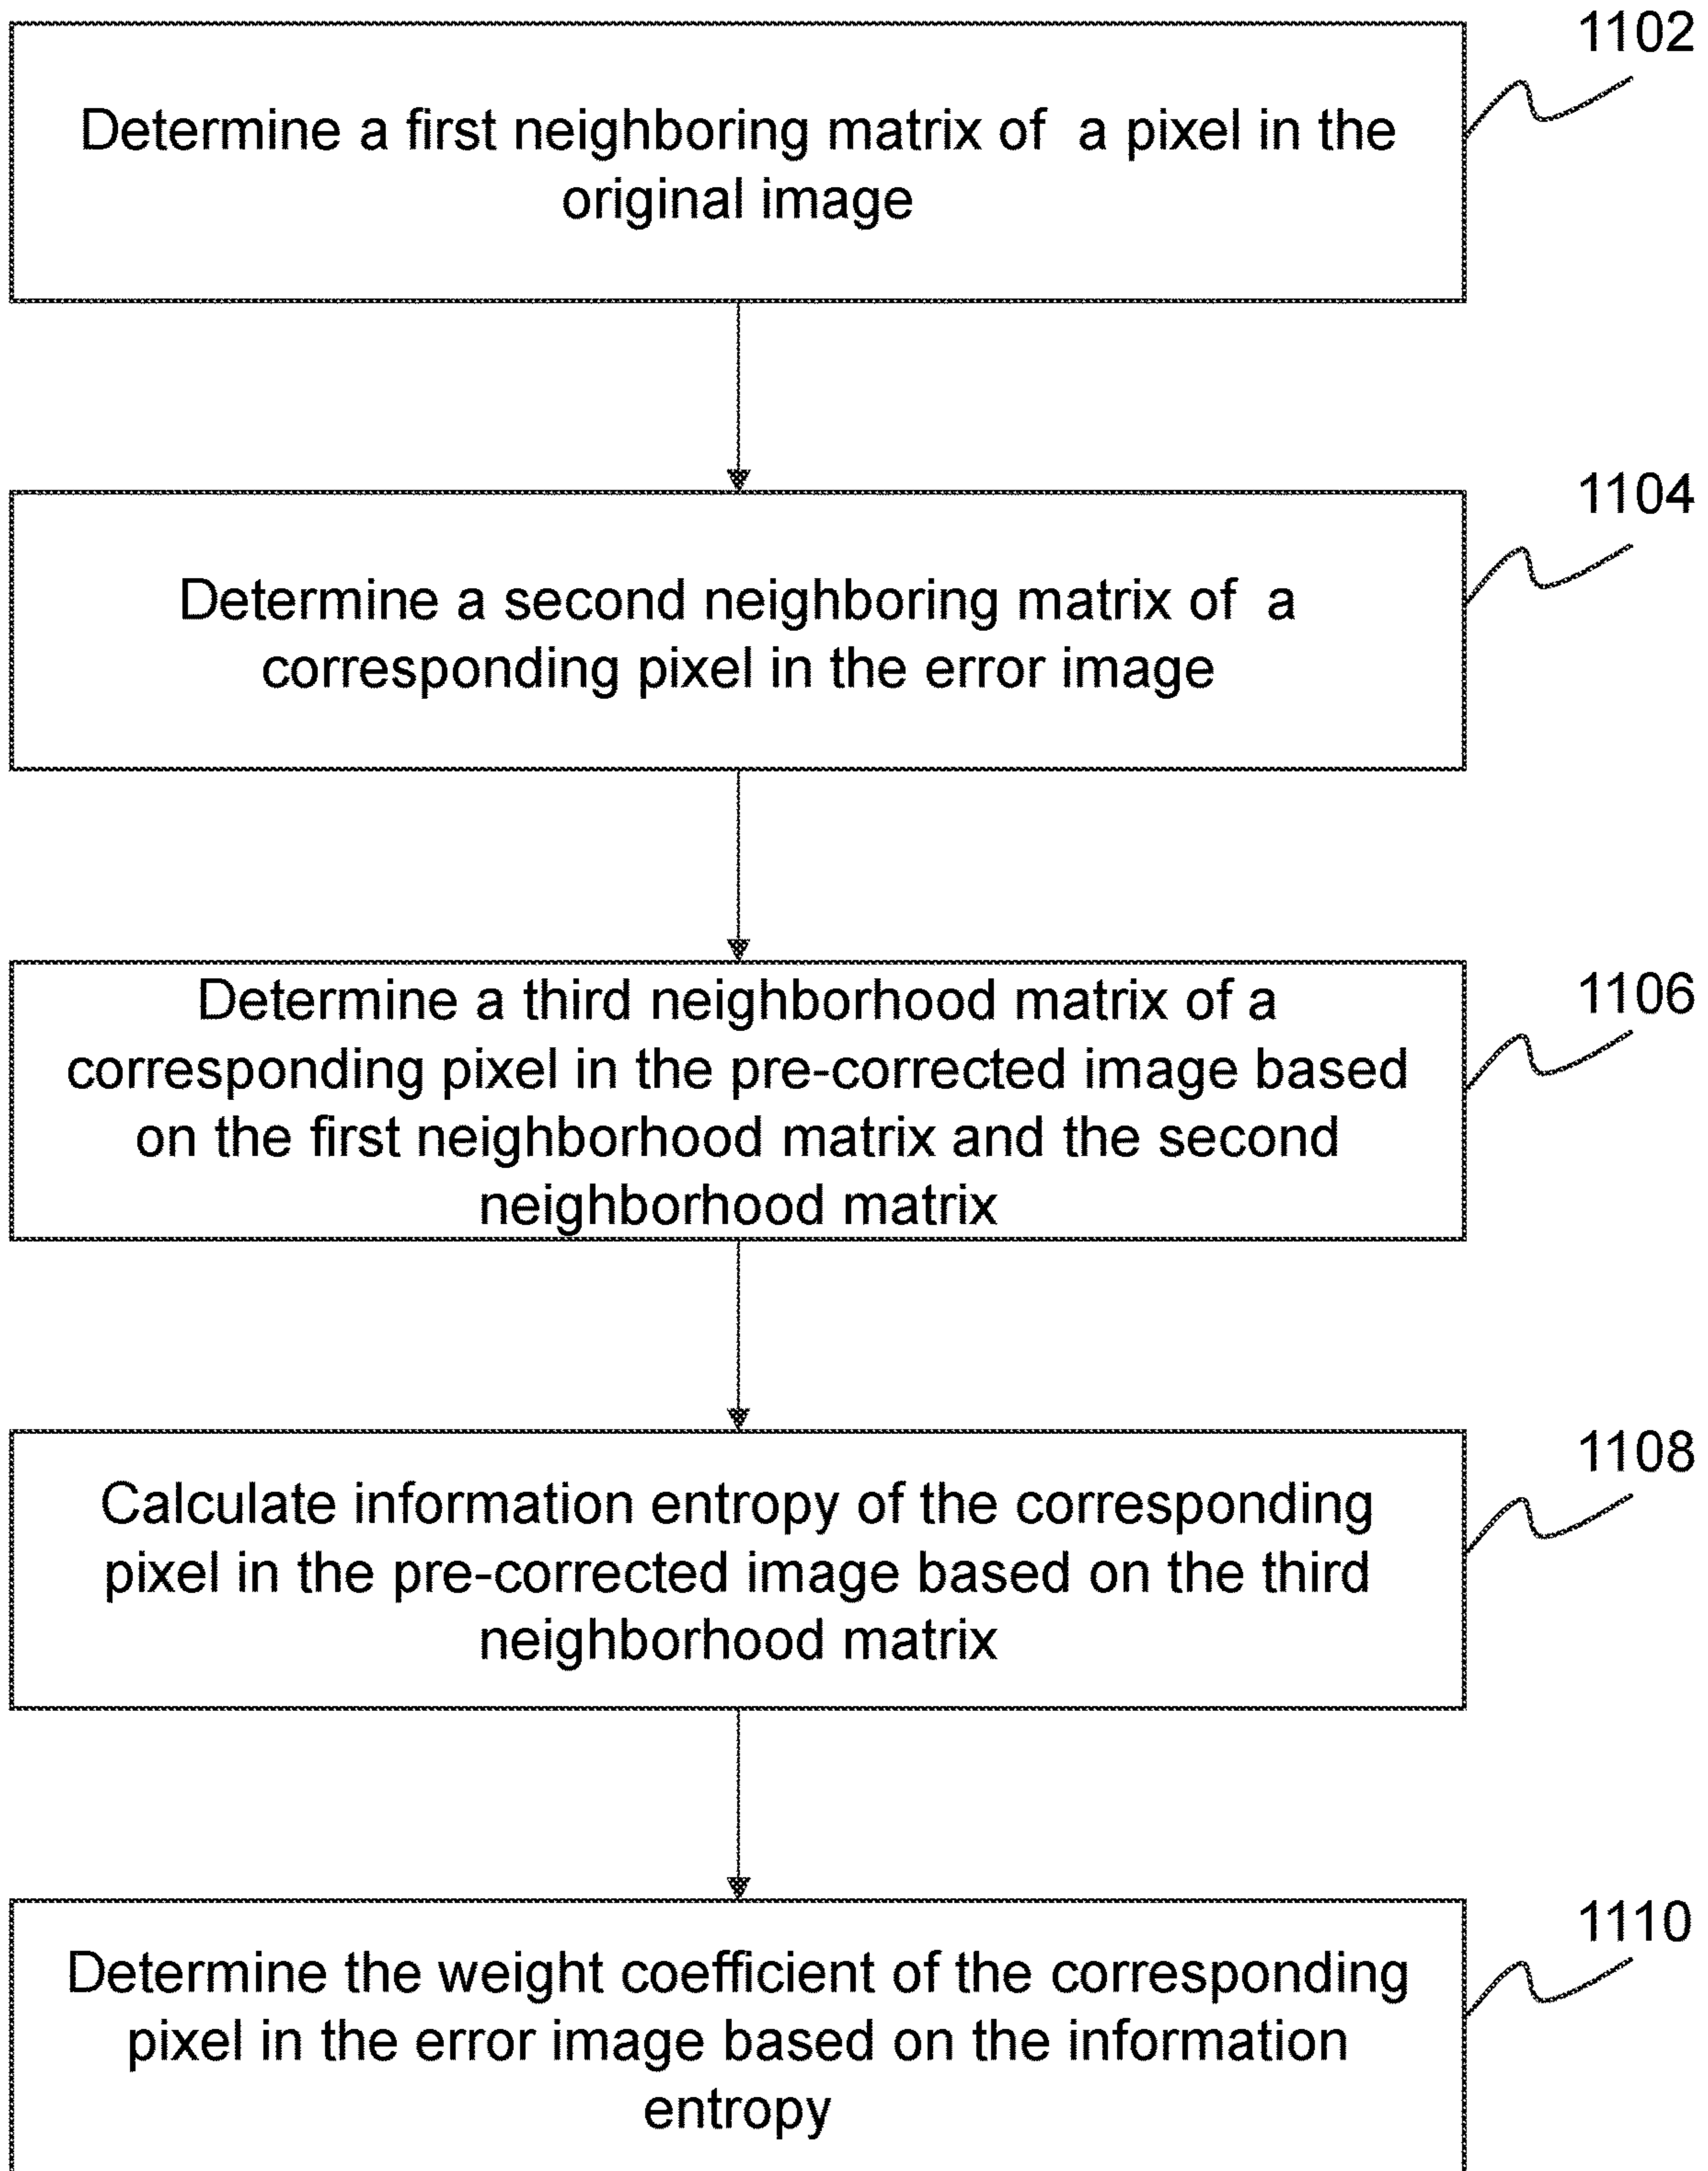 1102
Determine a first neighboring matrix of a pixel in the
original image
1104
Determine a second neighboring matrix of a
corresponding pixel in the error image
1106
Determine a third neighborhood matrix of a
corresponding pixel in the pre-corrected image based
on the first neighborhood matrix and the second
neighborhood matrix
1108
Calculate information entropy of the corresponding
pixel in the pre-corrected image based on the third
neighborhood matrix
1110
Determine the weight coefficient of the corresponding
pixel in the error image based on the information
entropy